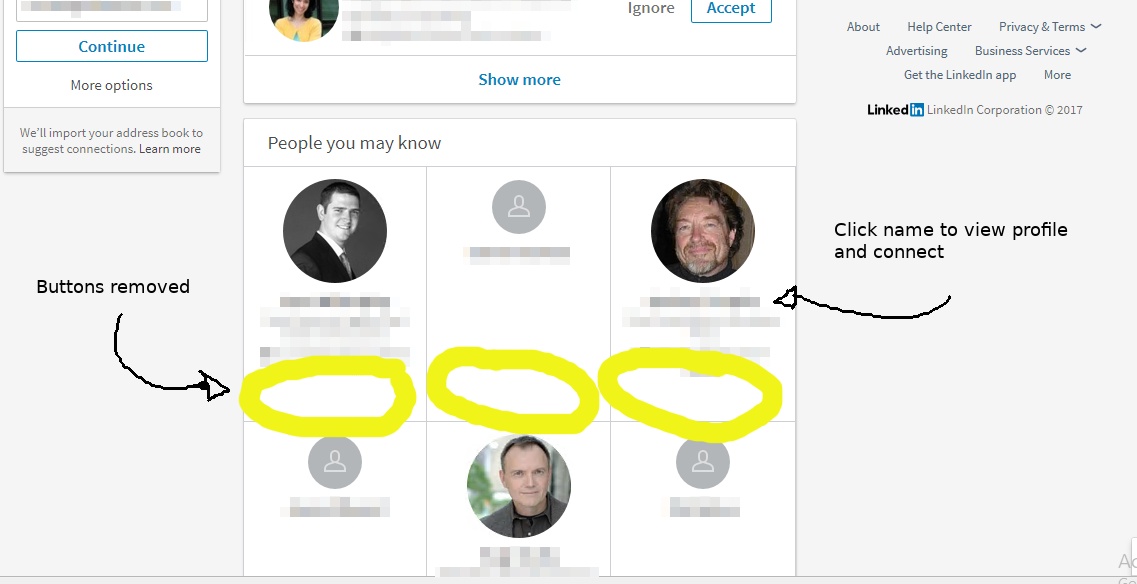 Ignore
Accept
Continue
More options
We'll import your address book to
suggest connections. Learn more
Show more
About Help Center Privacy & Terms
Advertising Business Services
Get the LinkedIn app More
LinkedIn LinkedIn Corporation © 2017
People you may know
Click name to view profile
and connect
Buttons removed